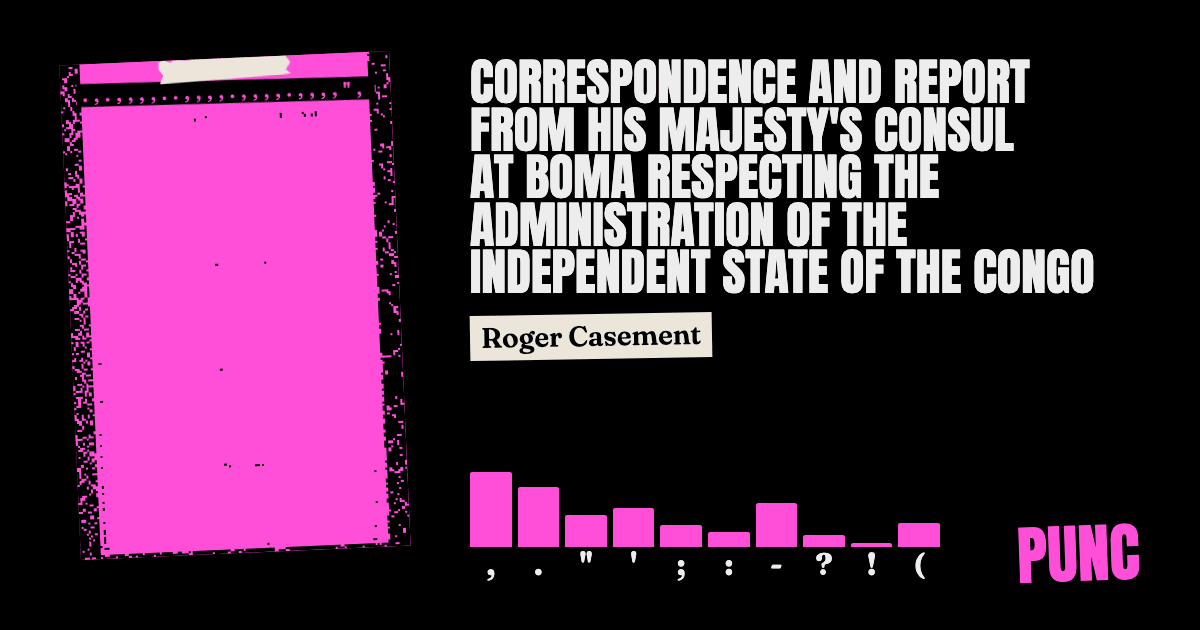 CORRESPONDENCE AND REPORT
FROM HIS MAJESTY'S CONSUL
AT BOMA RESPECTING THE
ADMINISTRATION OF THE
INDEPENDENT STATE OF THE CONGO
Roger Casement
, . " ' ; : - ? ! (
PUNC